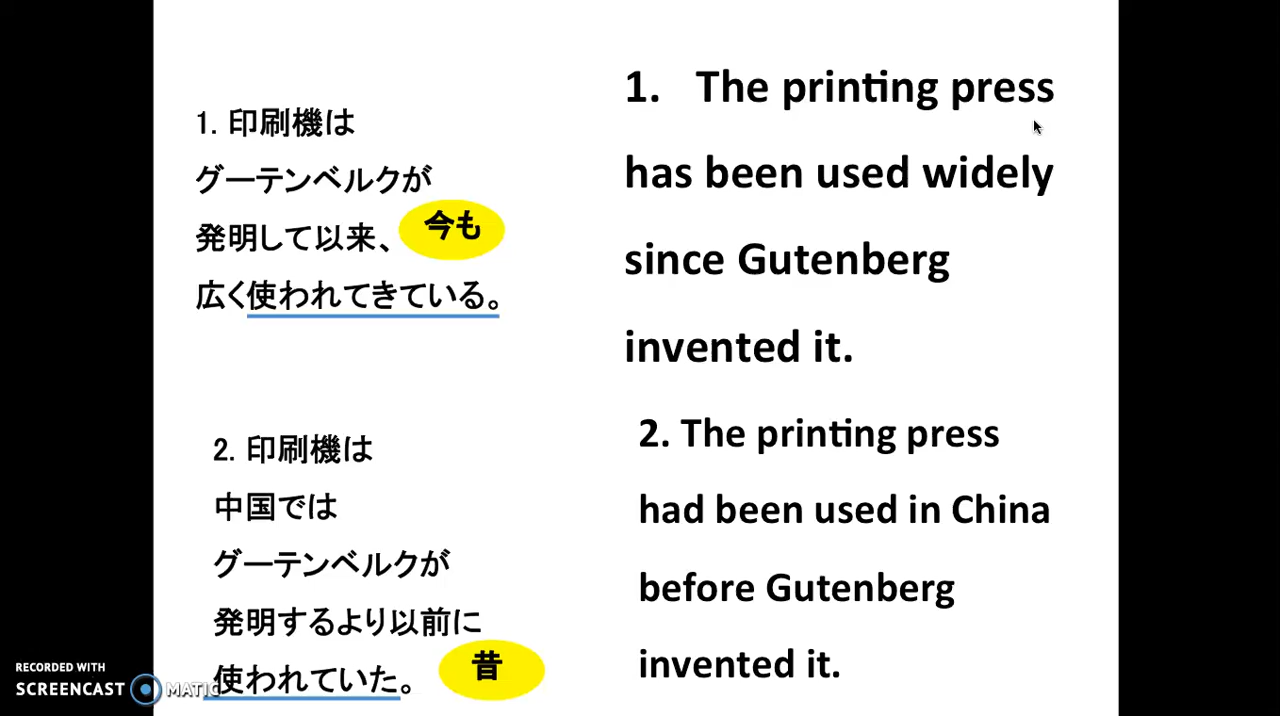 1. 印刷機は
グーテンベルクが
発明して以来、 今も
広く使われてきている。
1. The printing press
has been used widely
since Gutenberg
invented it.
2. 印刷機は
中国では
グーテンベルクが
発明するより以前に
使われていた。 昔
2. The printing press
had been used in China
before Gutenberg
invented it.
RECORDED WITH
SCREENCAST MATIC